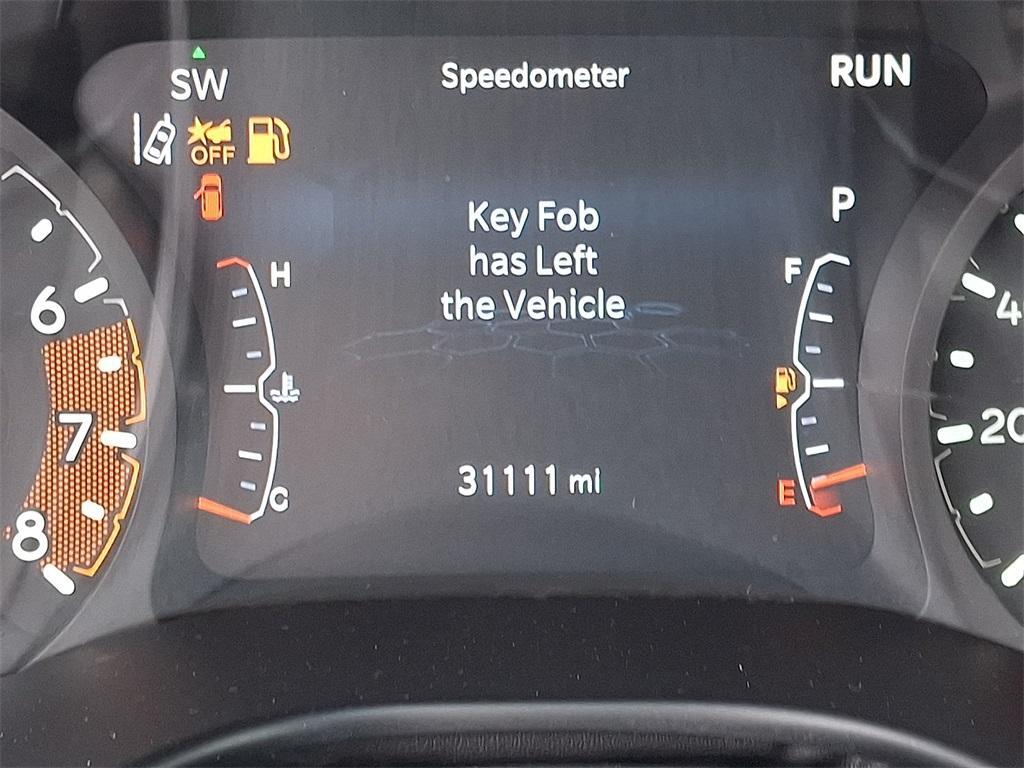 SW
Speedometer
RUN
OFF
P
Key Fob
has Left
the Vehicle
H
F
6
4
7
20
31111 mi
C
E
8